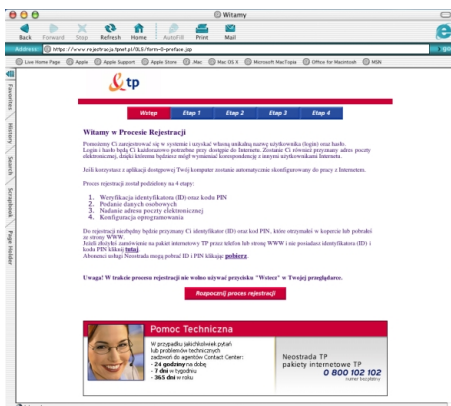 Witamy
Back Forward Stop Refresh Home AutoFill Print Mail
Address: https://www.rejestracja.tpnet.pl/OLS/form-0-preface.jsp go
Live Home Page Apple Apple Support Apple Store .Mac Mac OS X Microsoft MacTopia Office for Macintosh MSN
Favorites
History
Search
Scrapbook
Page Holder
tp
Wstęp Etap 1 Etap 2 Etap 3 Etap 4
Witamy w Procesie Rejestracji
Pomożemy Ci zarejestrować się w systemie i uzyskać własną unikalną nazwę użytkownika (login) oraz hasło.
Login i hasło będą Ci każdorazowo potrzebne przy dostępie do Internetu. Zostanie Ci również przyznany adres poczty
elektronicznej, dzięki któremu będziesz mógł wymieniać korespondencję z innymi użytkownikami Internetu.
Jeśli korzystasz z aplikacji dostępowej Twój komputer zostanie automatycznie skonfigurowany do pracy z Internetem.
Proces rejestracji został podzielony na 4 etapy:
1. Weryfikacja identyfikatora (ID) oraz kodu PIN
2. Podanie danych osobowych
3. Nadanie adresu poczty elektronicznej
4. Konfiguracja oprogramowania
Do rejestracji niezbędny będzie przyznany Ci identyfikator (ID) oraz kod PIN, które otrzymałeś w kopercie lub pobrałeś
ze strony WWW.
Jeżeli złożyłeś zamówienie na pakiet internetowy TP przez telefon lub stronę WWW i nie posiadasz identyfikatora (ID) i
kodu PIN kliknij tutaj.
Abonenci usługi Neostrada mogą pobrać ID i PIN klikając pobierz.
Uwaga! W trakcie procesu rejestracji nie wolno używać przycisku "Wstecz" w Twojej przeglądarce.
Rozpocznij proces rejestracji
Pomoc Techniczna
W przypadku jakichkolwiek pytań
lub problemów technicznych
zadzwoń do agentów Contact Center:
- 24 godziny na dobę
- 7 dni w tygodniu
- 365 dni w roku
Neostrada TP
pakiety internetowe TP
0 800 102 102
numer bezpłatny